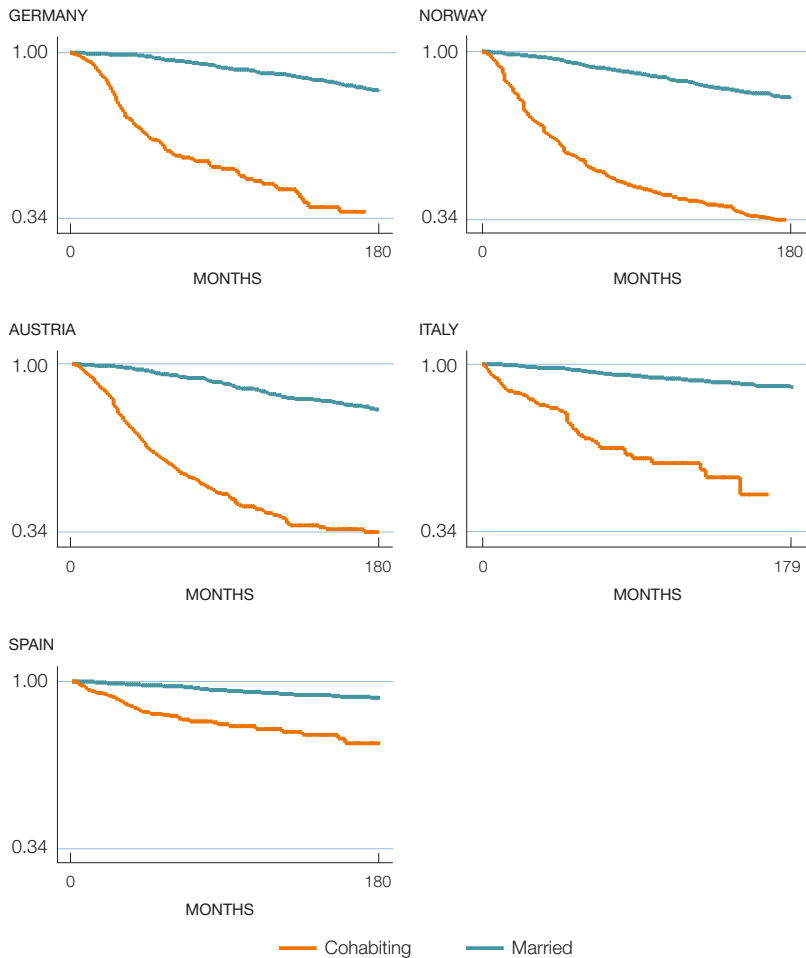 GERMANY
1.00
0.34
0
180
MONTHS
NORWAY
1.00
0.34
0
180
MONTHS
AUSTRIA
1.00
0.34
0
180
MONTHS
ITALY
1.00
0.34
0
179
MONTHS
SPAIN
1.00
0.34
0
180
MONTHS
Cohabiting
Married